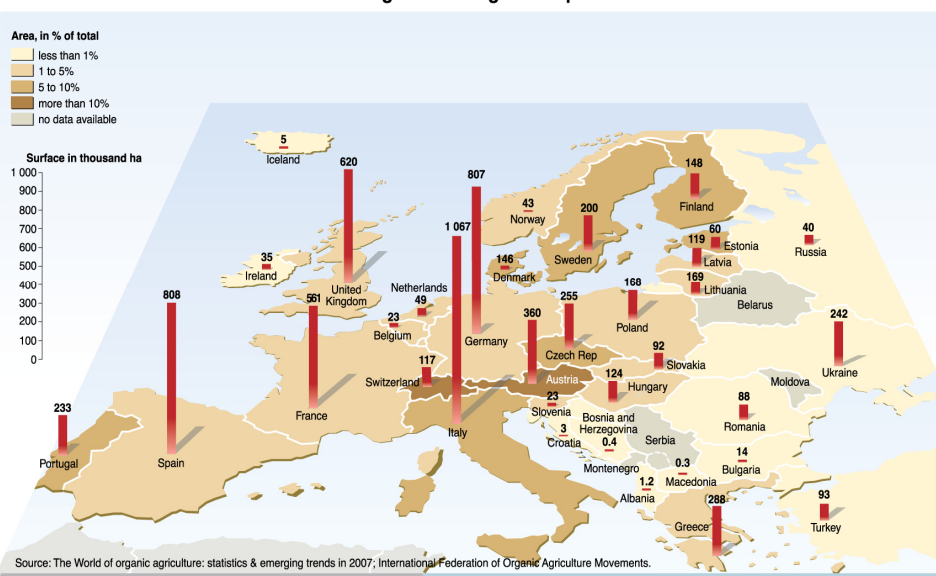 Area, in % of total
less than 1%
1 to 5%
5 to 10%
more than 10%
no data available
Surface in thousand ha
1 000
900
800
700
600
500
400
300
200
100
0
5
Iceland
620
United
Kingdom
35
Ireland
807
Germany
1 067
Italy
43
Norway
200
Sweden
148
Finland
60
Estonia
119
Latvia
169
Lithuania
40
Russia
146
Denmark
Netherlands
49
23
Belgium
808
Spain
561
France
233
Portugal
117
Switzerland
360
Austria
255
Czech Rep
168
Poland
Belarus
92
Slovakia
242
Ukraine
124
Hungary
Moldova
23
Slovenia
3
Croatia
Bosnia and
Herzegovina
0.4
Serbia
88
Romania
Montenegro
0.3
Macedonia
14
Bulgaria
1.2
Albania
288
Greece
93
Turkey
Source: The World of organic agriculture: statistics & emerging trends in 2007; International Federation of Organic Agriculture Movements.